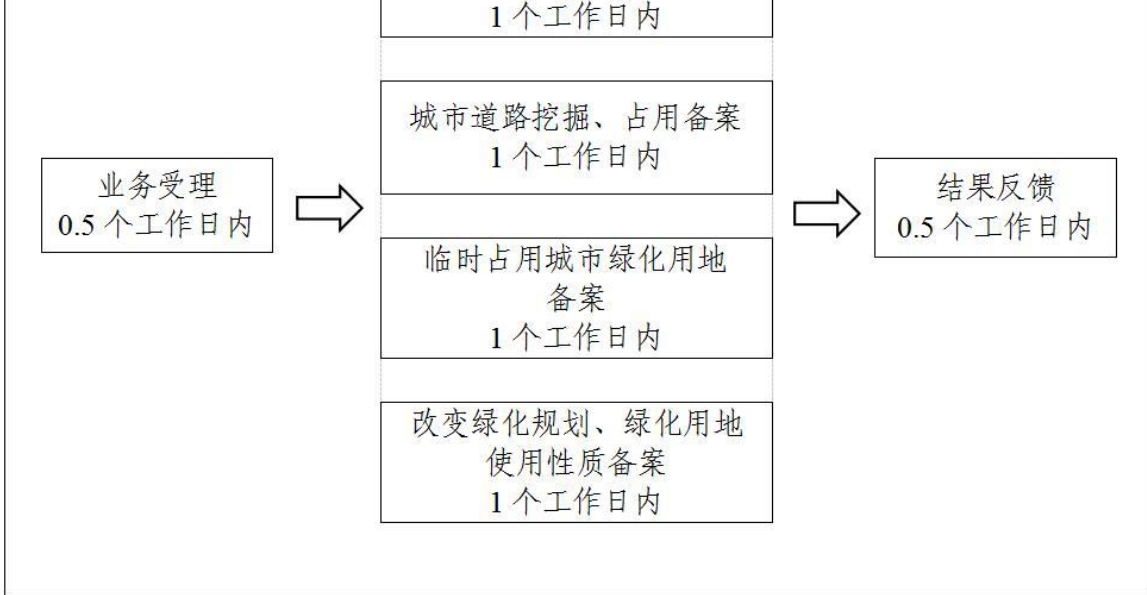 1 个工作日内
城市道路挖掘、占用备案
1 个工作日内
业务受理
0.5 个工作日内
临时占用城市绿化用地
备案
1 个工作日内
改变绿化规划、绿化用地
使用性质备案
1 个工作日内
结果反馈
0.5 个工作日内